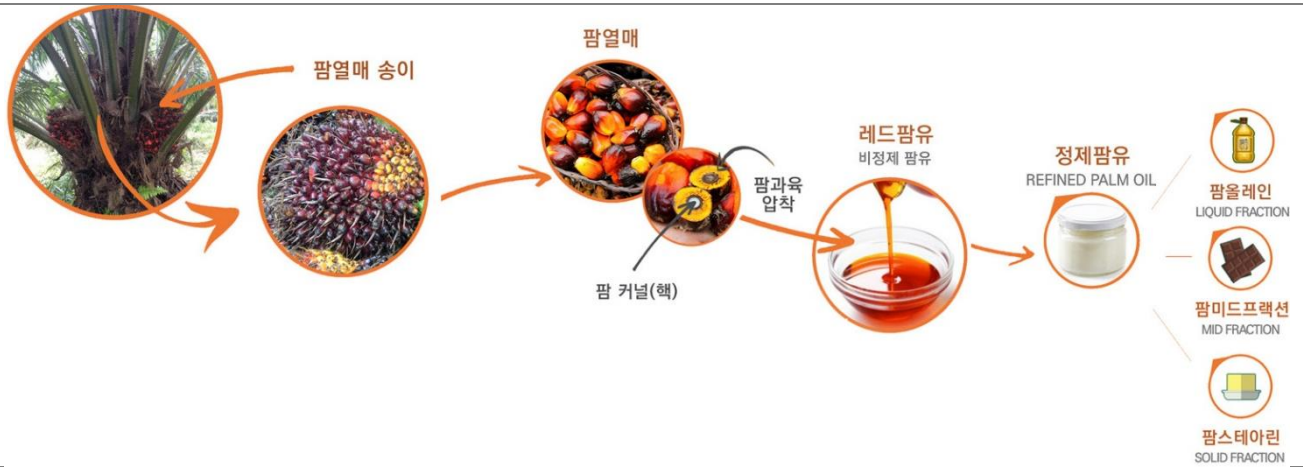 팜열매 송이
팜열매
팜과육
압착
팜 커널(핵)
레드팜유
비정제 팜유
정제팜유
REFINED PALM OIL
팜올레인
LIQUID FRACTION
팜미드프랙션
MID FRACTION
팜스테아린
SOLID FRACTION